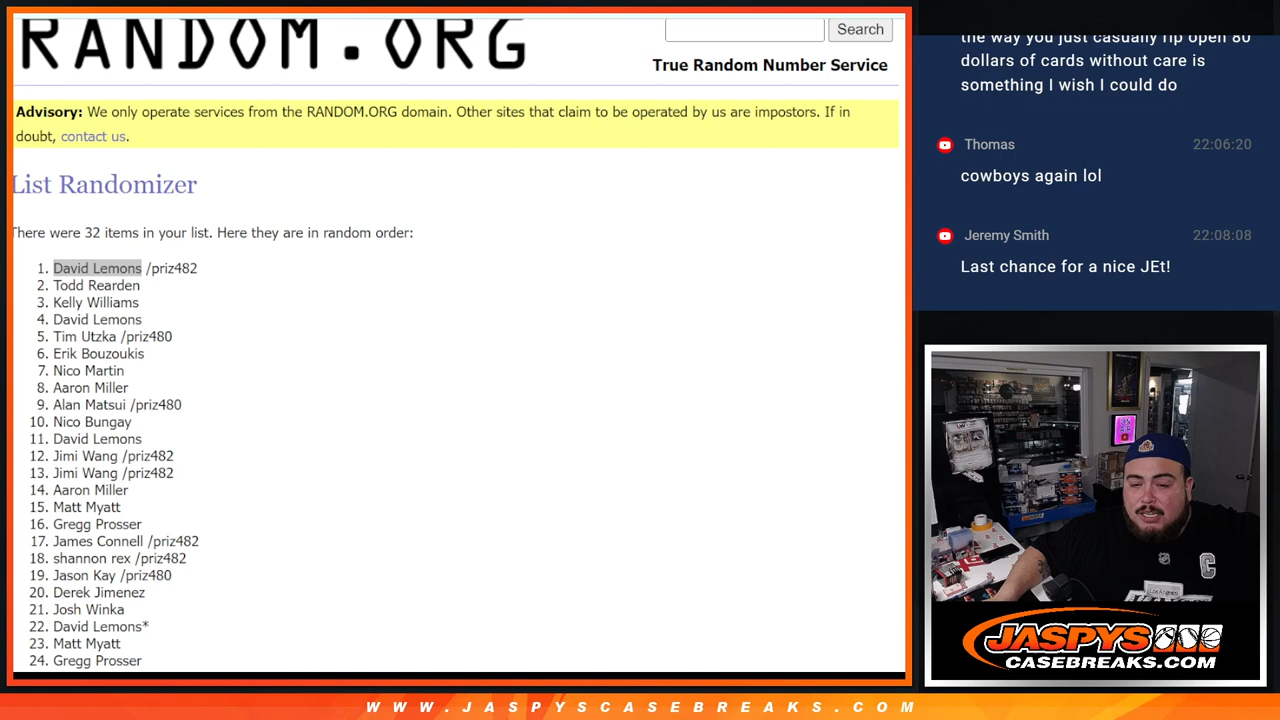 RANDOM.ORG
Search
True Random Number Service
Advisory: We only operate services from the RANDOM.ORG domain. Other sites that claim to be operated by us are impostors. If in
doubt, contact us.
List Randomizer
There were 32 items in your list. Here they are in random order:
1. David Lemons /priz482
2. Todd Rearden
3. Kelly Williams
4. David Lemons
5. Tim Utzka /priz480
6. Erik Bouzoukis
7. Nico Martin
8. Aaron Miller
9. Alan Matsui /priz480
10. Nico Bungay
11. David Lemons
12. Jimi Wang /priz482
13. Jimi Wang /priz482
14. Aaron Miller
15. Matt Myatt
16. Gregg Prosser
17. James Connell /priz482
18. shannon rex /priz482
19. Jason Kay /priz480
20. Derek Jimenez
21. Josh Winka
22. David Lemons*
23. Matt Myatt
24. Gregg Prosser
the way you just casually rip open 80
dollars of cards without care is
something I wish I could do
Thomas 22:06:20
cowboys again lol
Jeremy Smith 22:08:08
Last chance for a nice JEt!
C
Los Angeles
JASPYS
CASEBREAKS.COM
WWW.JASPYSCASEBREAKS.COM